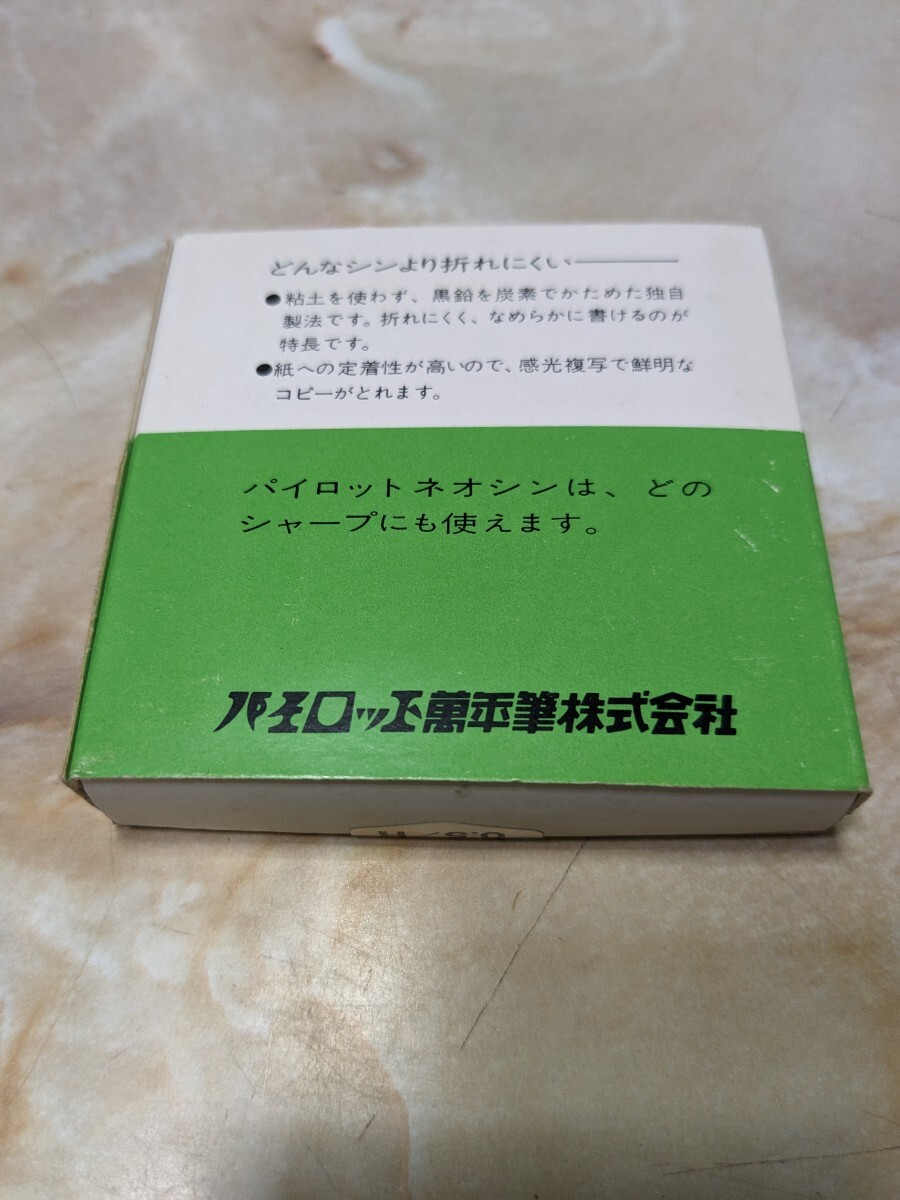 どんなシンより折れにくい
●粘土を使わず、黒鉛を炭素でかためた独自
製法です。折れにくく、なめらかに書けるのが
特長です。
●紙への定着性が高いので、感光複写で鮮明な
コピーがとれます。
パイロットネオシンは、どの
シャープにも使えます。
パイロット萬年筆株式会社
0.5/H